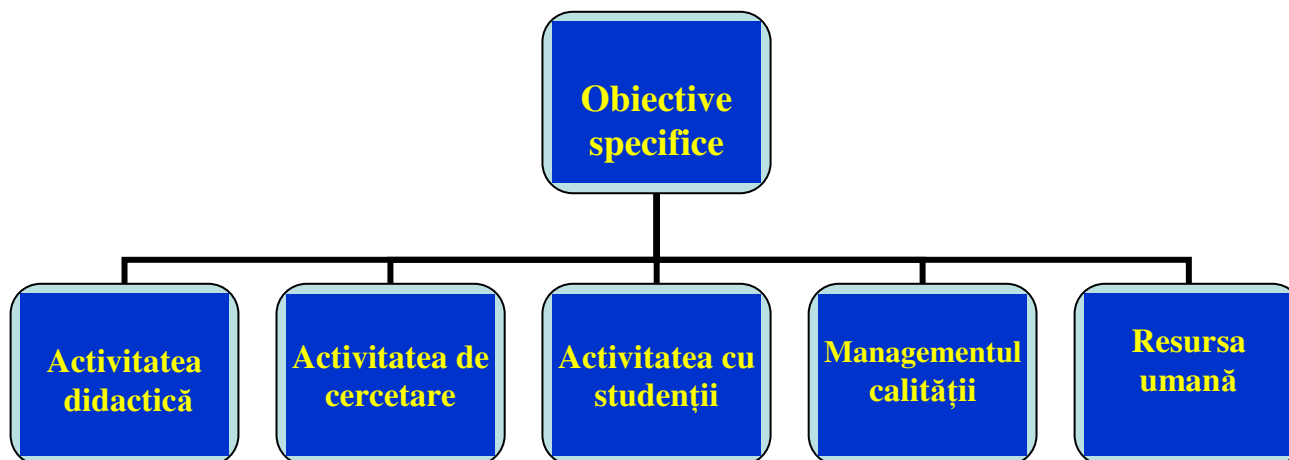 Obiective
specifice
Activitatea
didactică
Activitatea de
cercetare
Activitatea cu
studenții
Managementul
calității
Resursa
umană